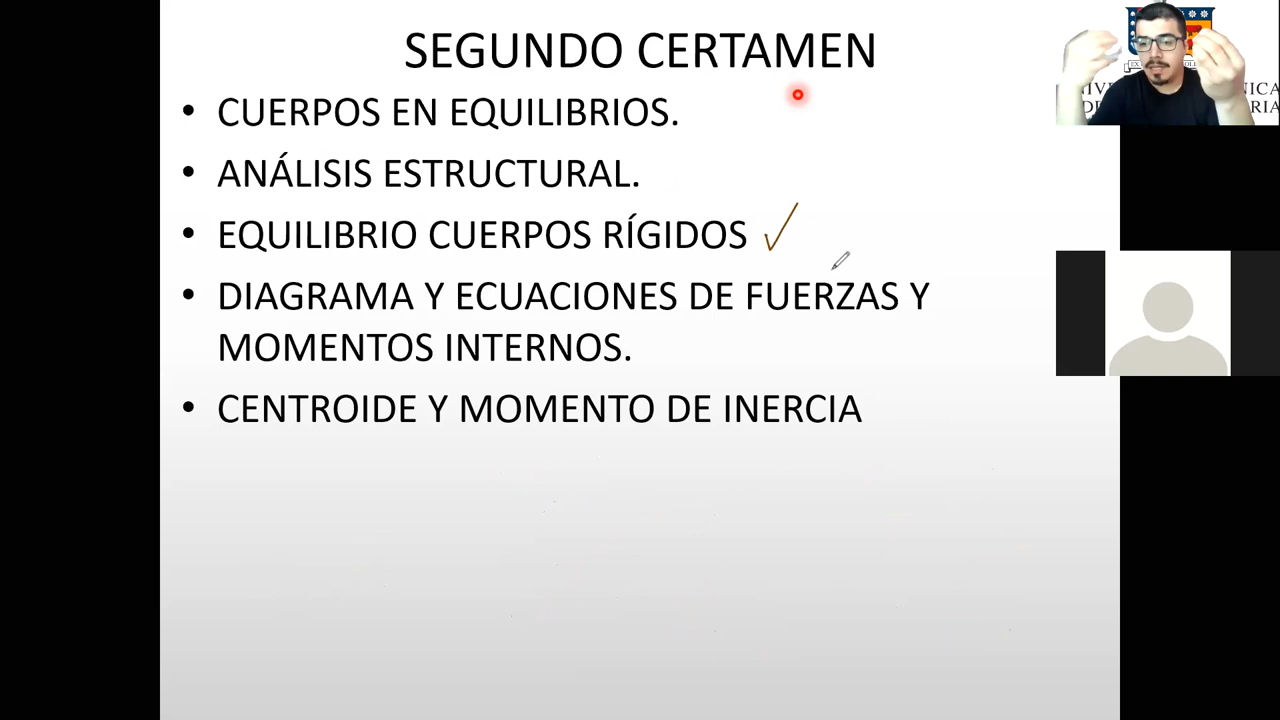 SEGUNDO CERTAMEN
• CUERPOS EN EQUILIBRIOS.
• ANÁLISIS ESTRUCTURAL.
• EQUILIBRIO CUERPOS RÍGIDOS
• DIAGRAMA Y ECUACIONES DE FUERZAS Y
MOMENTOS INTERNOS.
• CENTROIDE Y MOMENTO DE INERCIA